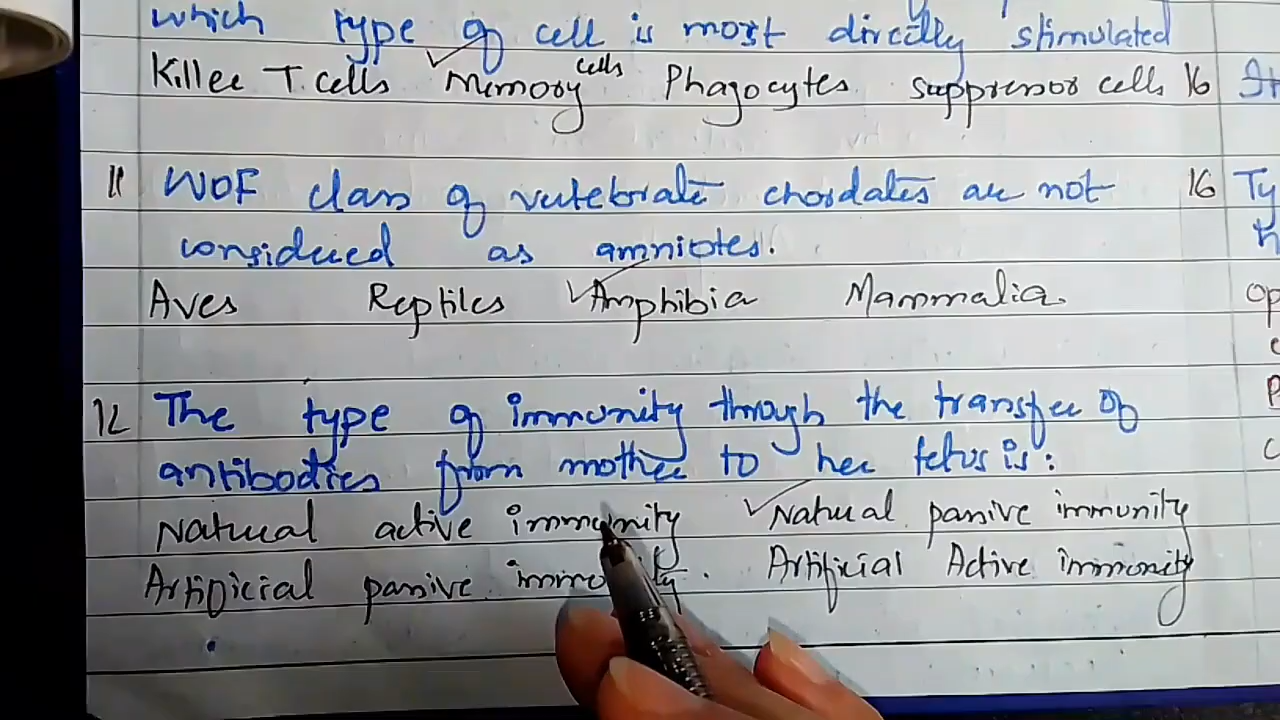 which type of cell is most directly stimulated
Killer T. cells Memory cells Phagocytes suppressor cells 16
11 WOF class of vertebrate chordates are not 16 Ty
considered as amniotes.
Aves Reptiles Amphibia Mammalia. op
12 The type of immunity through the transfer of
antibodies from mother to her fetus is:
Natural active immunity Natural passive immunity
Artificial passive immunity. Artificial Active immunity